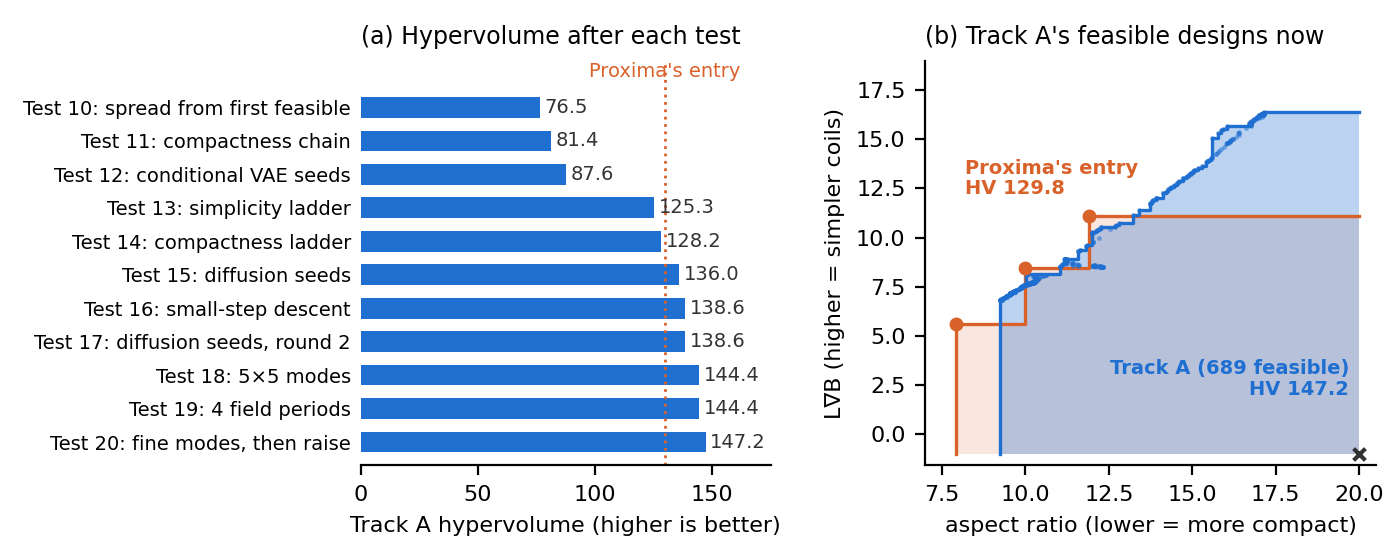 (a) Hypervolume after each test
Proxima's entry
Test 10: spread from first feasible
76.5
Test 11: compactness chain
81.4
Test 12: conditional VAE seeds
87.6
Test 13: simplicity ladder
125.3
Test 14: compactness ladder
128.2
Test 15: diffusion seeds
136.0
Test 16: small-step descent
138.6
Test 17: diffusion seeds, round 2
138.6
Test 18: 5×5 modes
144.4
Test 19: 4 field periods
144.4
Test 20: fine modes, then raise
147.2
0 50 100 150
Track A hypervolume (higher is better)
(b) Track A's feasible designs now
L∇B (higher = simpler coils)
17.5
15.0
12.5
10.0
7.5
5.0
2.5
0.0
Proxima's entry
HV 129.8
Track A (689 feasible)
HV 147.2
7.5 10.0 12.5 15.0 17.5 20.0
aspect ratio (lower = more compact)